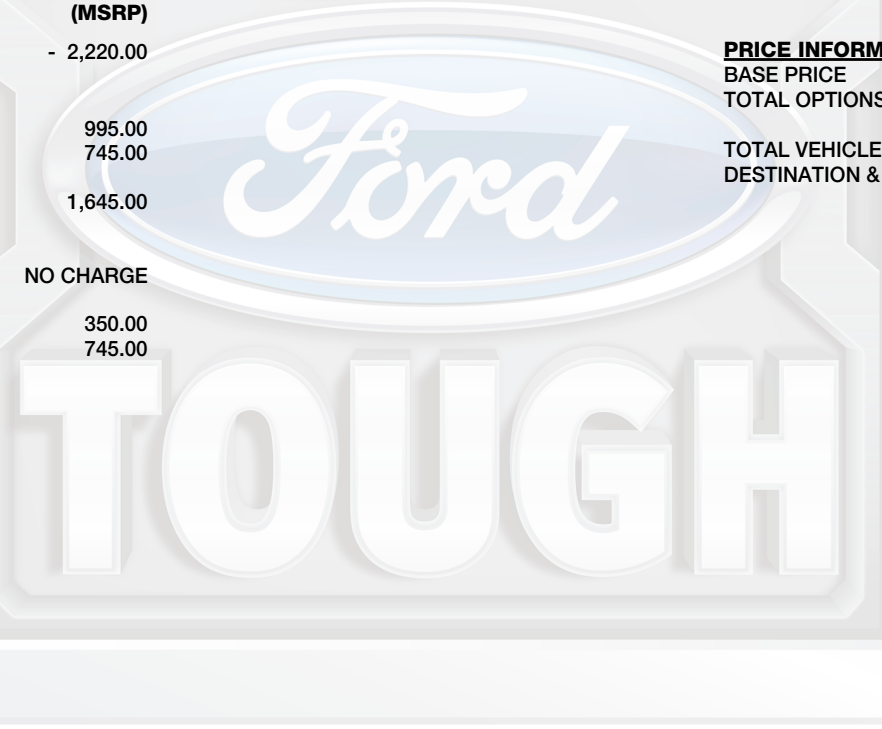 (MSRP)
- 2,220.00
995.00
745.00
1,645.00
NO CHARGE
350.00
745.00
PRICE INFORM
BASE PRICE
TOTAL OPTIONS
TOTAL VEHICLE
DESTINATION &
Ford
TOUGH